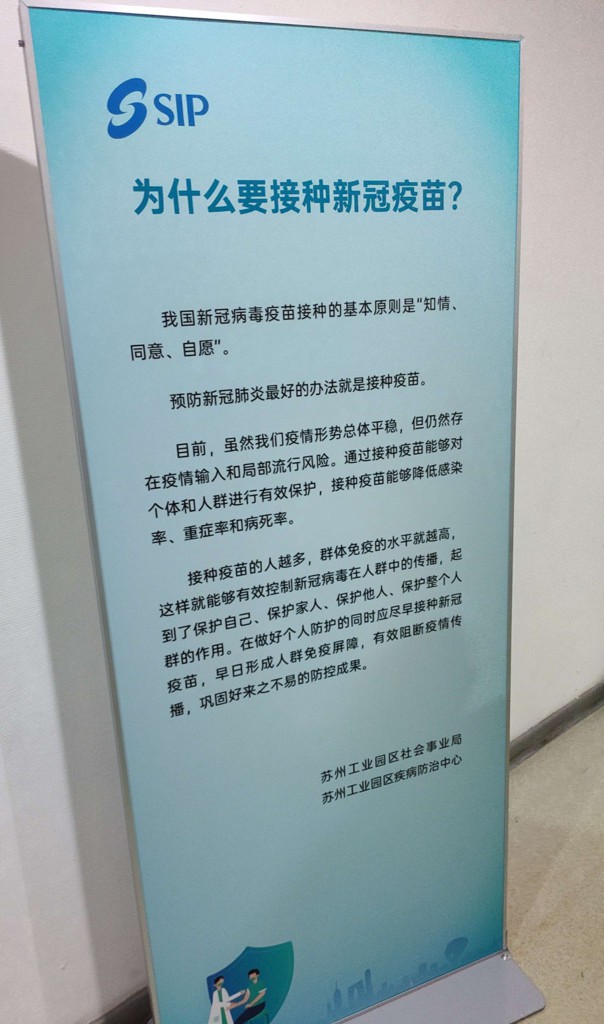 SIP
为什么要接种新冠疫苗?
我国新冠病毒疫苗接种的基本原则是“知情、
同意、自愿”。
预防新冠肺炎最好的办法就是接种疫苗。
目前，虽然我们疫情形势总体平稳，但仍然存
在疫情输入和局部流行风险。通过接种疫苗能够对
个体和人群进行有效保护，接种疫苗能够降低感染
率、重症率和病死率。
接种疫苗的人越多，群体免疫的水平就越高，
这样就能够有效控制新冠病毒在人群中的传播，起
到了保护自己、保护家人、保护他人、保护整个人
群的作用。在做好个人防护的同时应尽早接种新冠
疫苗，早日形成人群免疫屏障，有效阻断疫情传
播，巩固好来之不易的防控成果。
苏州工业园区社会事业局
苏州工业园区疾病防治中心